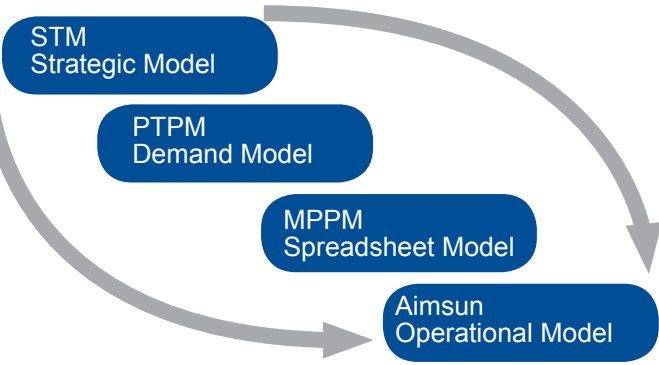 STM
Strategic Model
PTPM
Demand Model
MPPM
Spreadsheet Model
Aimsun
Operational Model